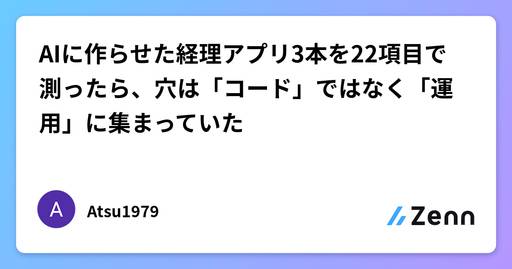 AIに作らせた経理アプリ3本を22項目で
測ったら、穴は「コード」ではなく「運
用」に集まっていた
A
Atsu1979
Zenn